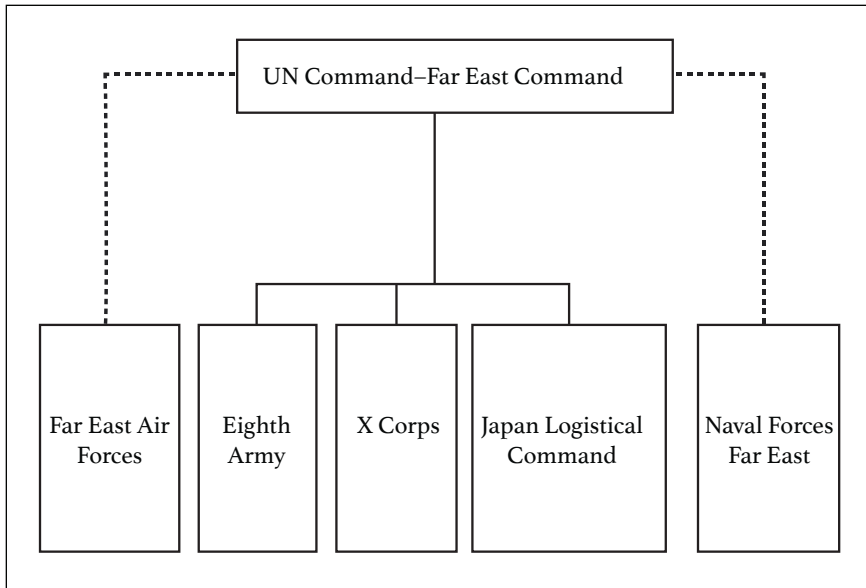 UN Command–Far East Command
Far East Air
Forces
Eighth
Army
X Corps
Japan Logistical
Command
Naval Forces
Far East